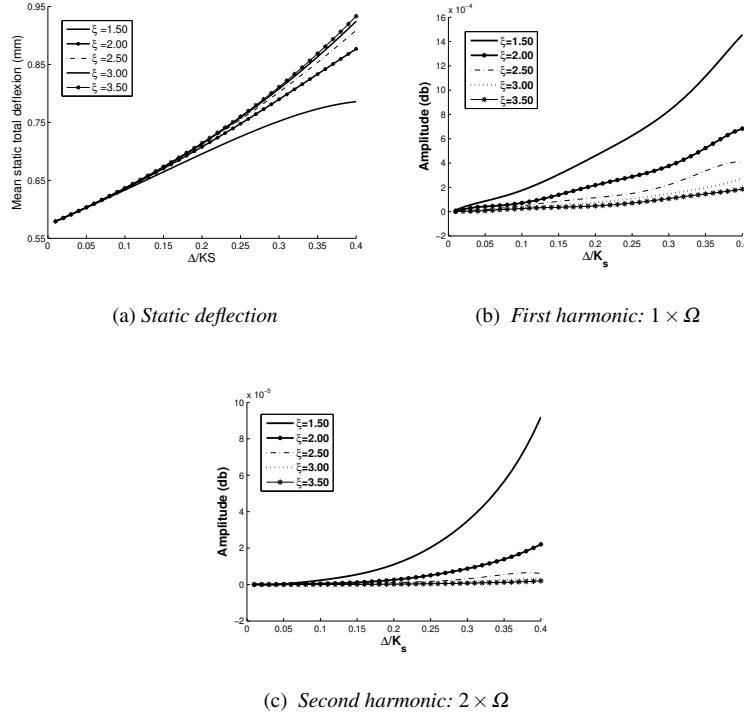 0.95
0.85
0.75
0.65
0.55
Mean static total deflexion (mm)
ξ =1.50
ξ =2.00
ξ =2.50
ξ =3.00
ξ =3.50
0 0.05 0.1 0.15 0.2 0.25 0.3 0.35 0.4
Δ/KS
(a) Static deflection
x 10⁻⁴
16
14
12
10
8
6
4
2
0
−2
Amplitude (db)
ξ=1.50
ξ=2.00
ξ=2.50
ξ=3.00
ξ=3.50
0 0.05 0.1 0.15 0.2 0.25 0.3 0.35 0.4
Δ/Kₛ
(b) First harmonic: 1 × Ω
x 10⁻⁵
10
8
6
4
2
0
−2
Amplitude (db)
ξ=1.50
ξ=2.00
ξ=2.50
ξ=3.00
ξ=3.50
0 0.05 0.1 0.15 0.2 0.25 0.3 0.35 0.4
Δ/Kₛ
(c) Second harmonic: 2 × Ω